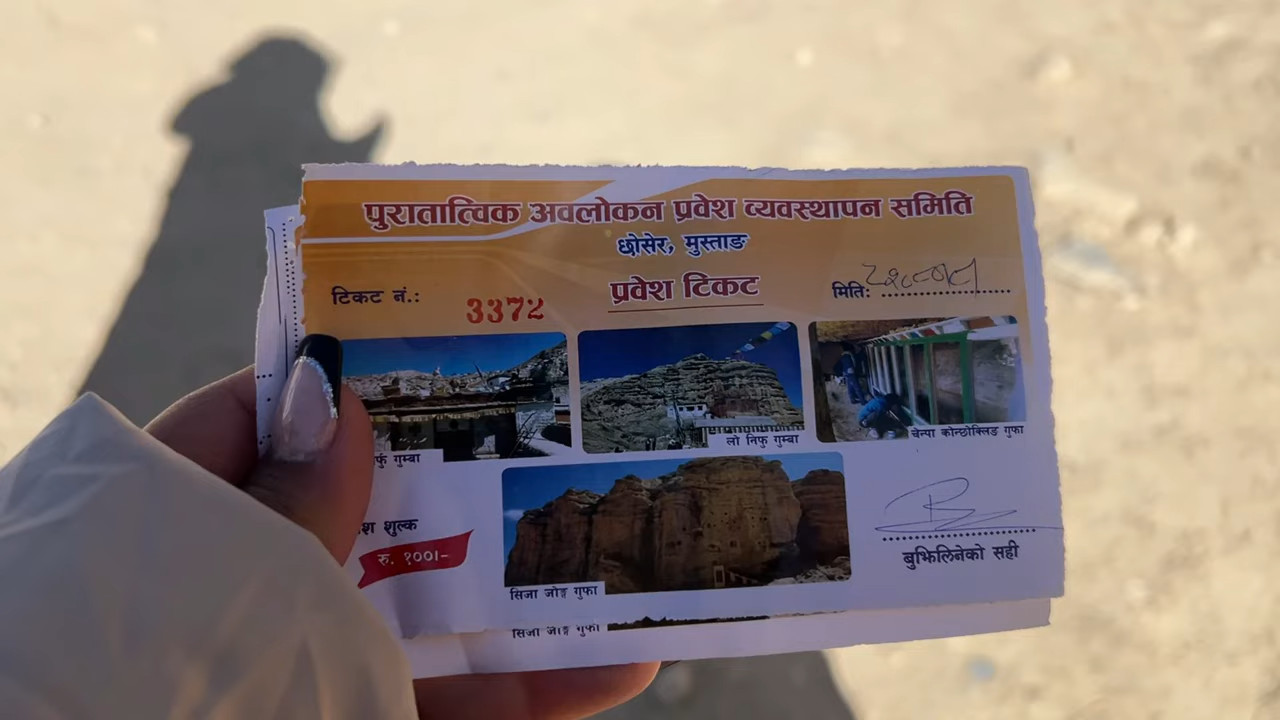 पुरातात्विक अवलोकन प्रवेश व्यवस्थापन समिति
छोसेर, मुस्ताङ
प्रवेश टिकट
टिकट नं.: 3372
मिति:
लो निफु गुम्बा
चेन्पा कोन्छोक्लिङ गुफा
गुम्बा
शुल्क
रु. १००।-
सिजा जोङ्ग गुफा
बुझिलिनेको सही
सिजा जोङ्ग गुफा